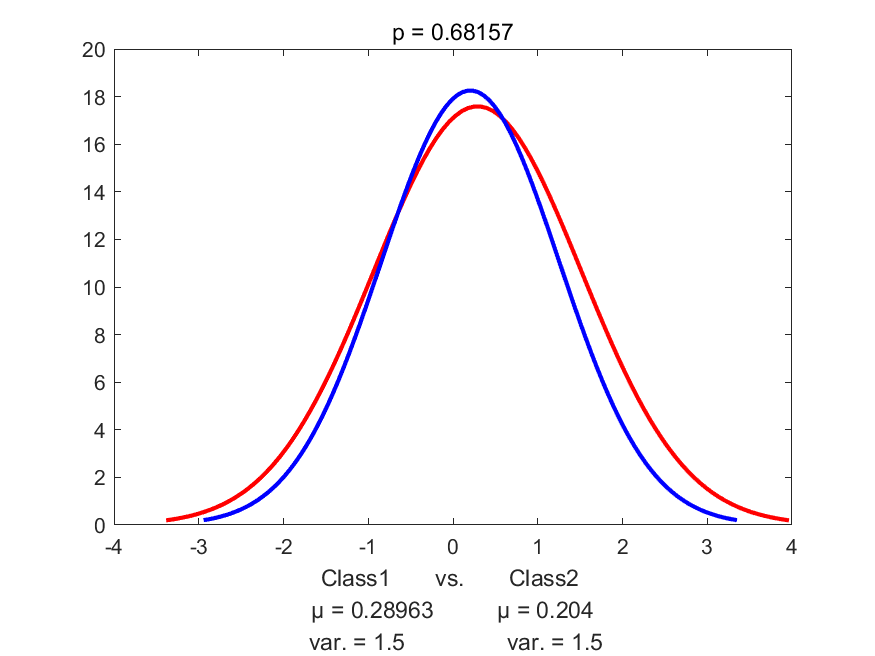 p = 0.68157
20
18
16
14
12
10
8
6
4
2
0
-4 -3 -2 -1 0 1 2 3 4
Class1 vs. Class2
μ = 0.28963 μ = 0.204
var. = 1.5 var. = 1.5